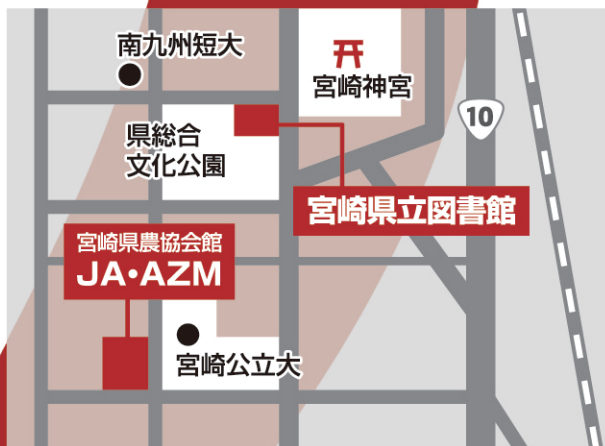 南九州短大
宮崎神宮
10
県総合
文化公園
宮崎県立図書館
宮崎県農協会館
JA・AZM
宮崎公立大